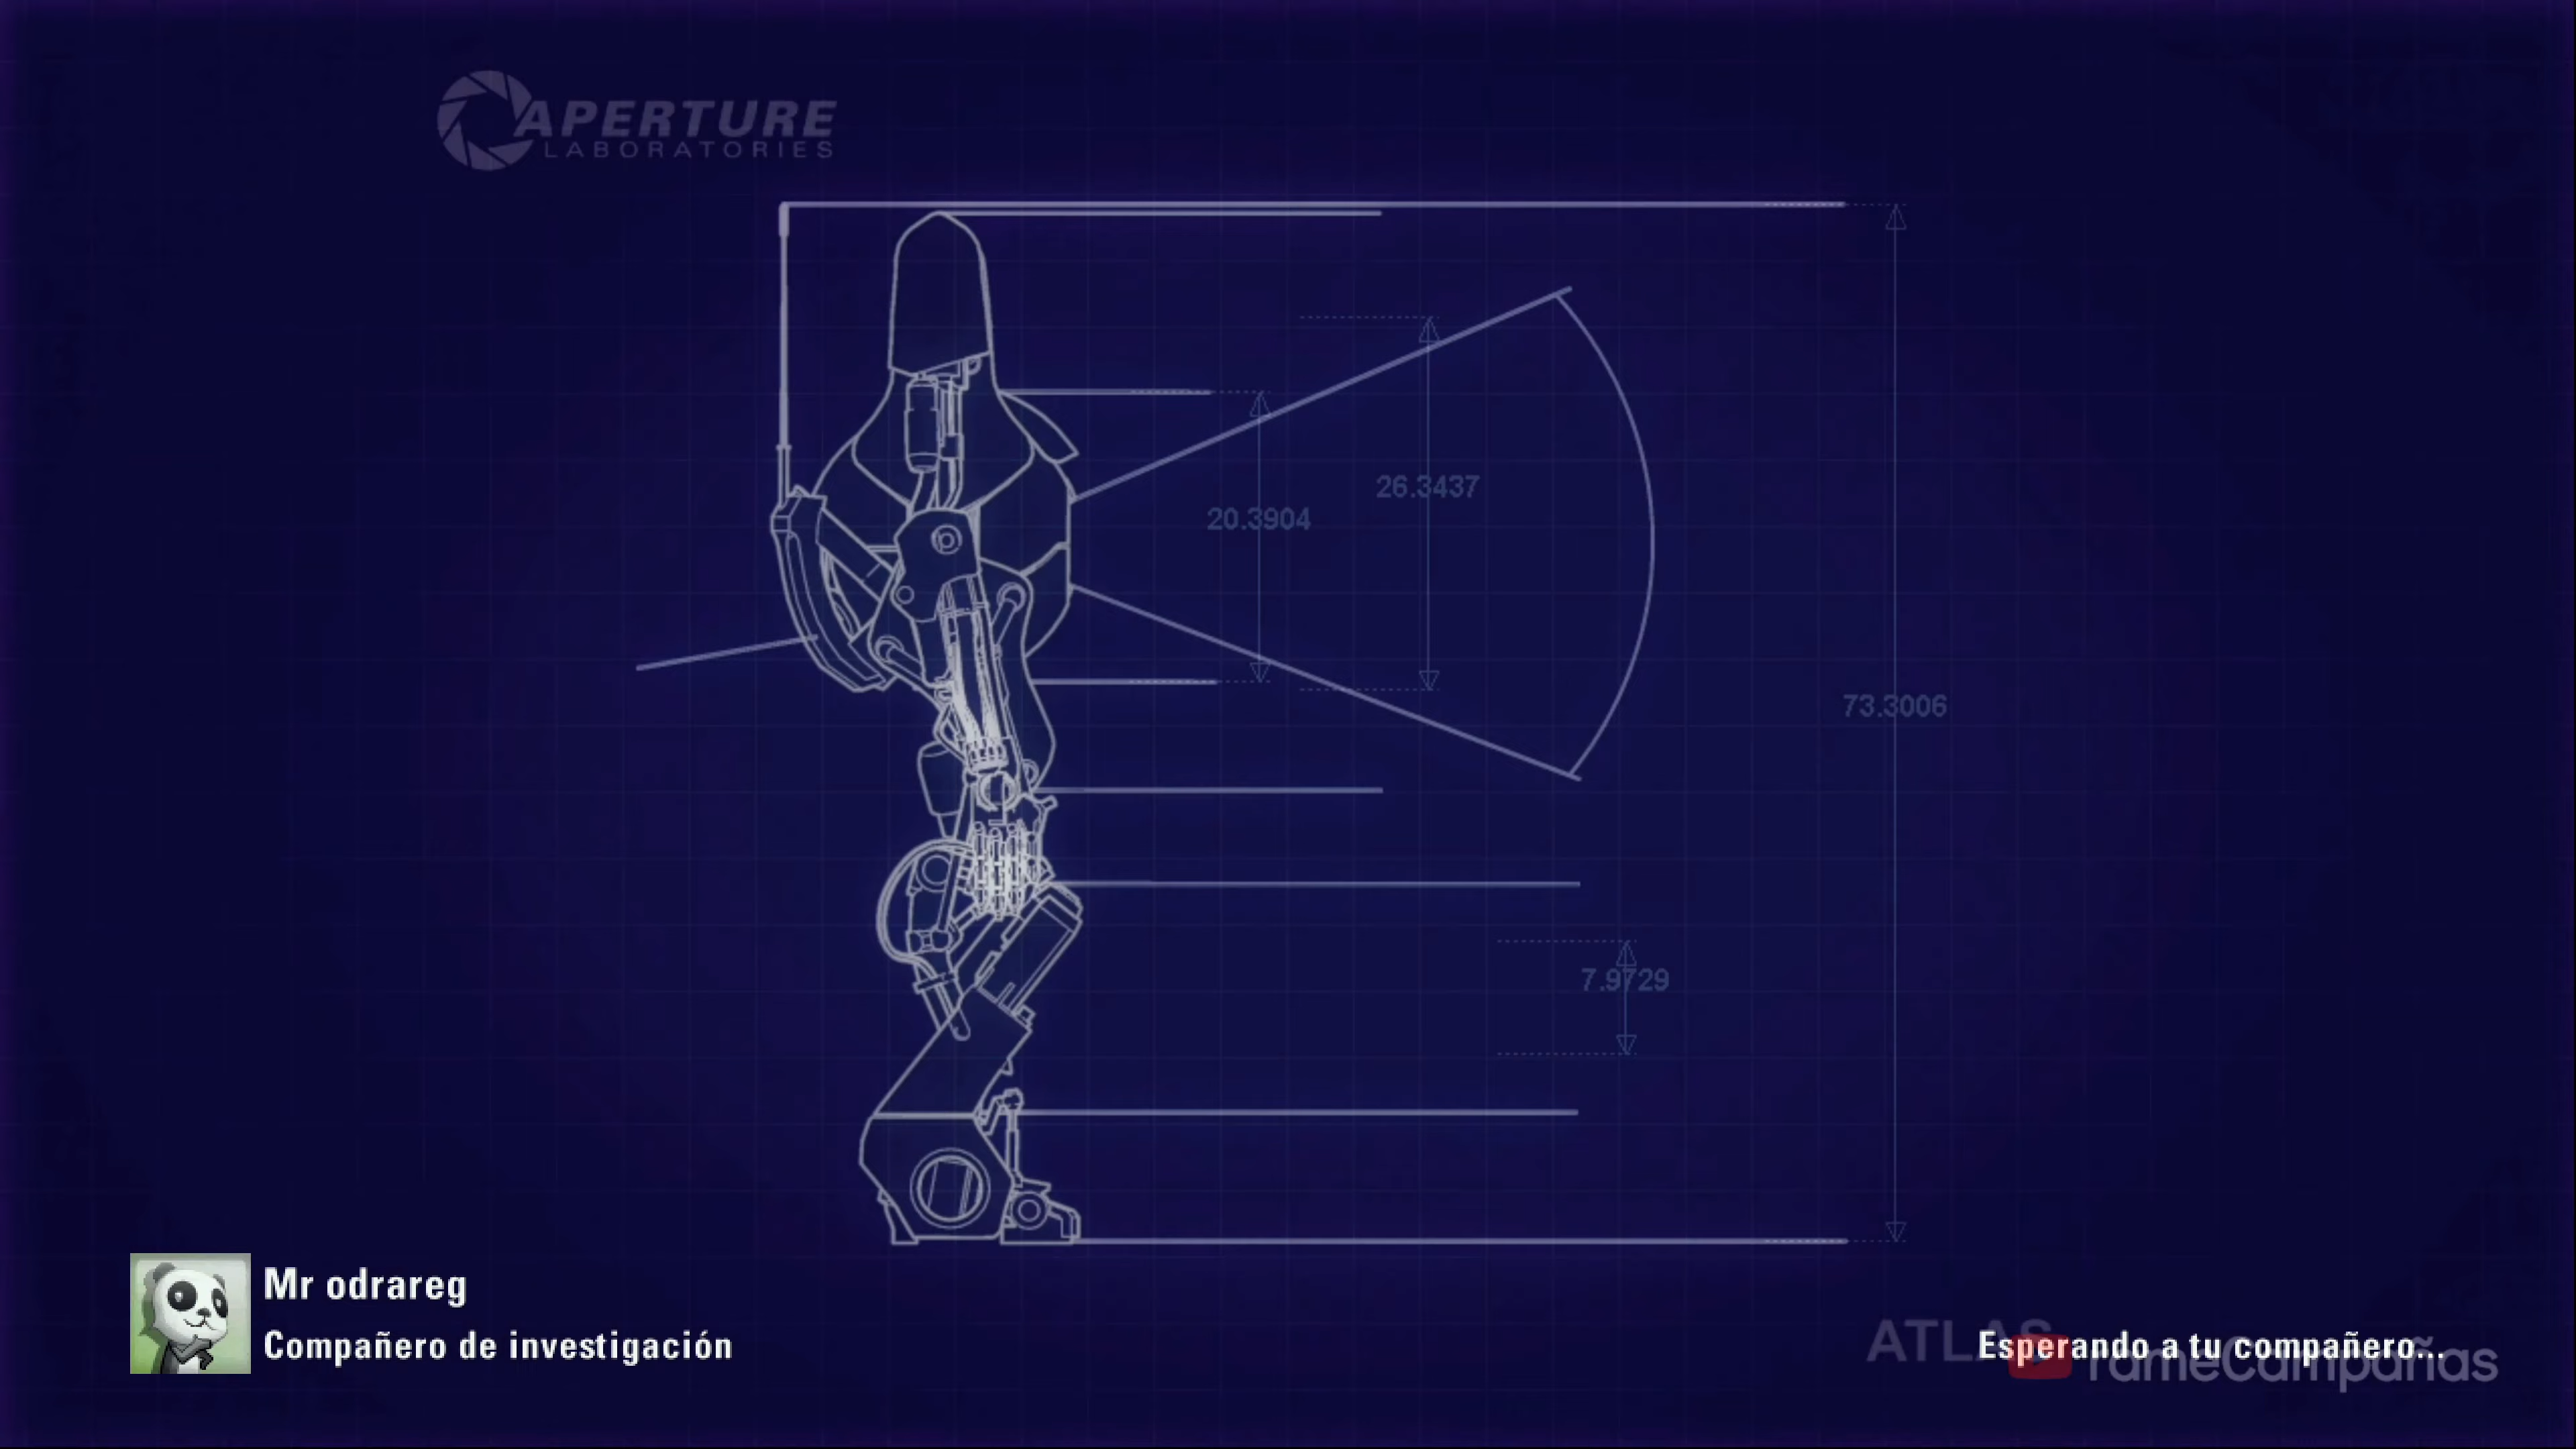 APERTURE
LABORATORIES
26.3437
20.3904
73.3006
7.9729
Mr odrareg
Compañero de investigación
ATLAS
Esperando a tu compañero...
rameCampañas